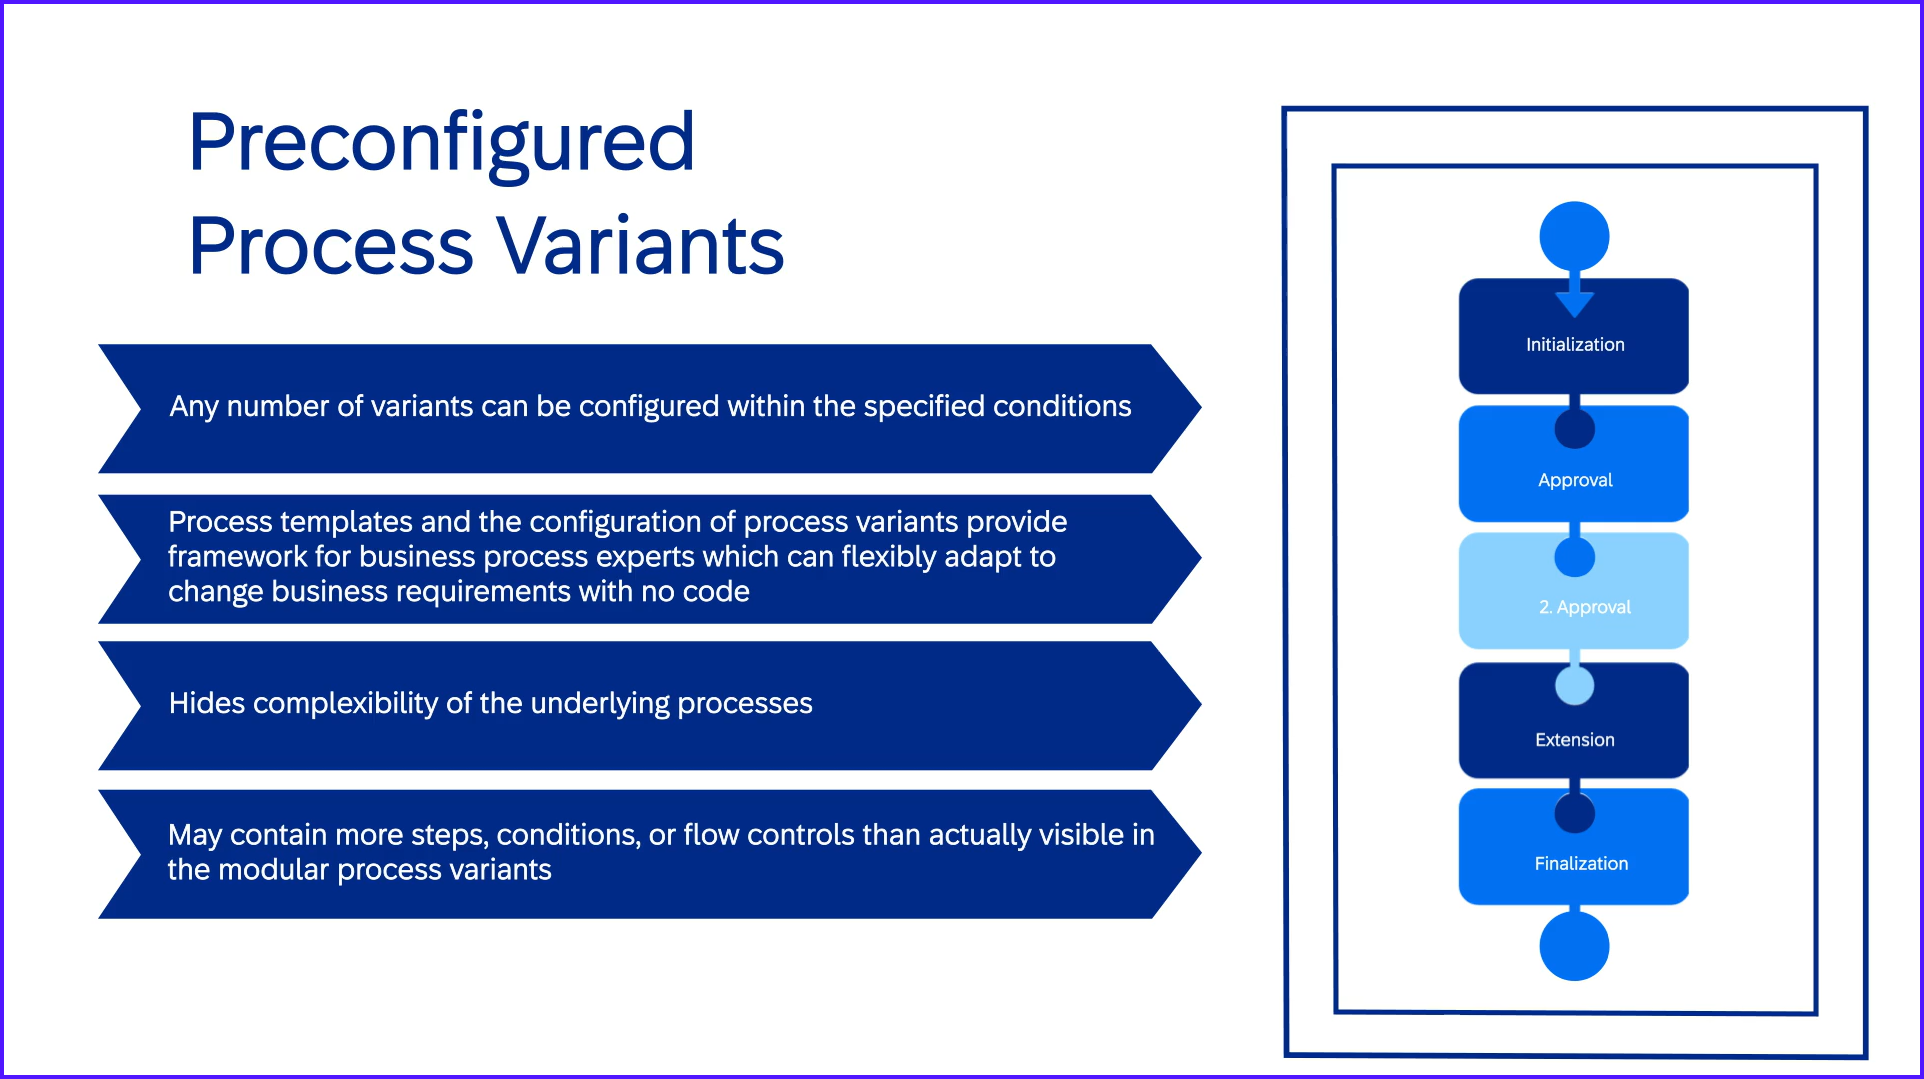 Preconfigured
Process Variants
Any number of variants can be configured within the specified conditions
Process templates and the configuration of process variants provide
framework for business process experts which can flexibly adapt to
change business requirements with no code
Hides complexibility of the underlying processes
May contain more steps, conditions, or flow controls than actually visible in
the modular process variants
Initialization
Approval
2. Approval
Extension
Finalization